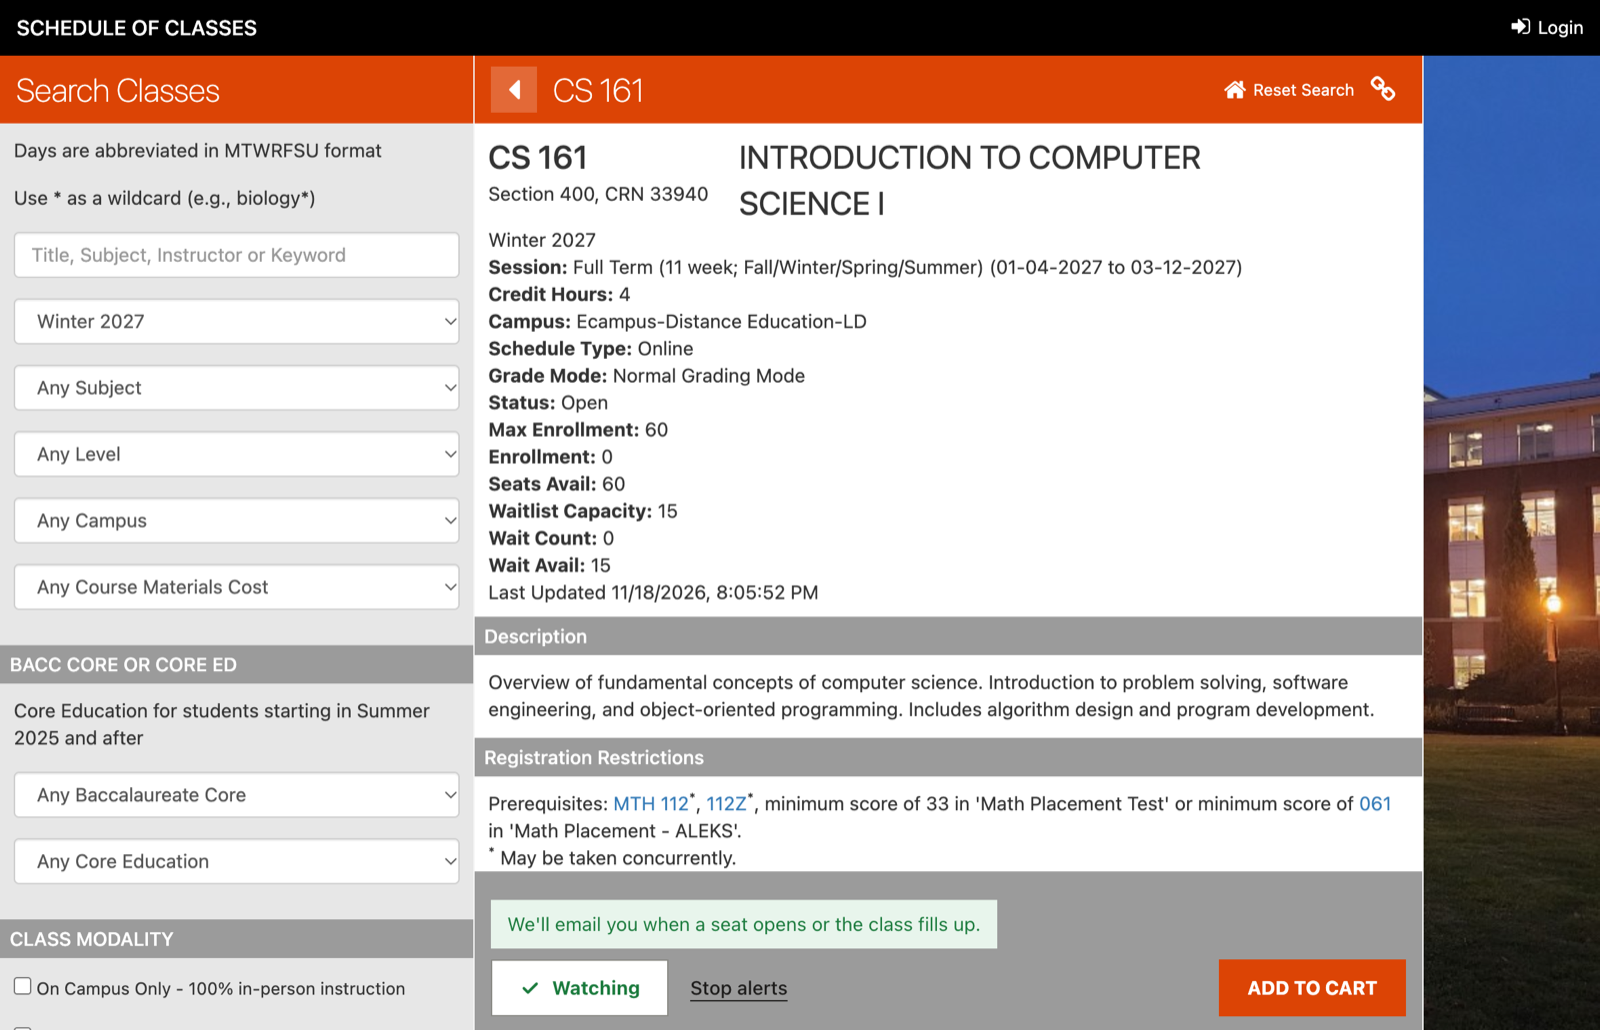 SCHEDULE OF CLASSES
Login
Search Classes
Days are abbreviated in MTWRFSU format
Use * as a wildcard (e.g., biology*)
Title, Subject, Instructor or Keyword
Winter 2027
Any Subject
Any Level
Any Campus
Any Course Materials Cost
BACC CORE OR CORE ED
Core Education for students starting in Summer
2025 and after
Any Baccalaureate Core
Any Core Education
CLASS MODALITY
On Campus Only - 100% in-person instruction
CS 161
Reset Search
CS 161
Section 400, CRN 33940
INTRODUCTION TO COMPUTER
SCIENCE I
Winter 2027
Session: Full Term (11 week; Fall/Winter/Spring/Summer) (01-04-2027 to 03-12-2027)
Credit Hours: 4
Campus: Ecampus-Distance Education-LD
Schedule Type: Online
Grade Mode: Normal Grading Mode
Status: Open
Max Enrollment: 60
Enrollment: 0
Seats Avail: 60
Waitlist Capacity: 15
Wait Count: 0
Wait Avail: 15
Last Updated 11/18/2026, 8:05:52 PM
Description
Overview of fundamental concepts of computer science. Introduction to problem solving, software
engineering, and object-oriented programming. Includes algorithm design and program development.
Registration Restrictions
Prerequisites: MTH 112*, 112Z*, minimum score of 33 in 'Math Placement Test' or minimum score of 061
in 'Math Placement - ALEKS'.
* May be taken concurrently.
We'll email you when a seat opens or the class fills up.
Watching
Stop alerts
ADD TO CART